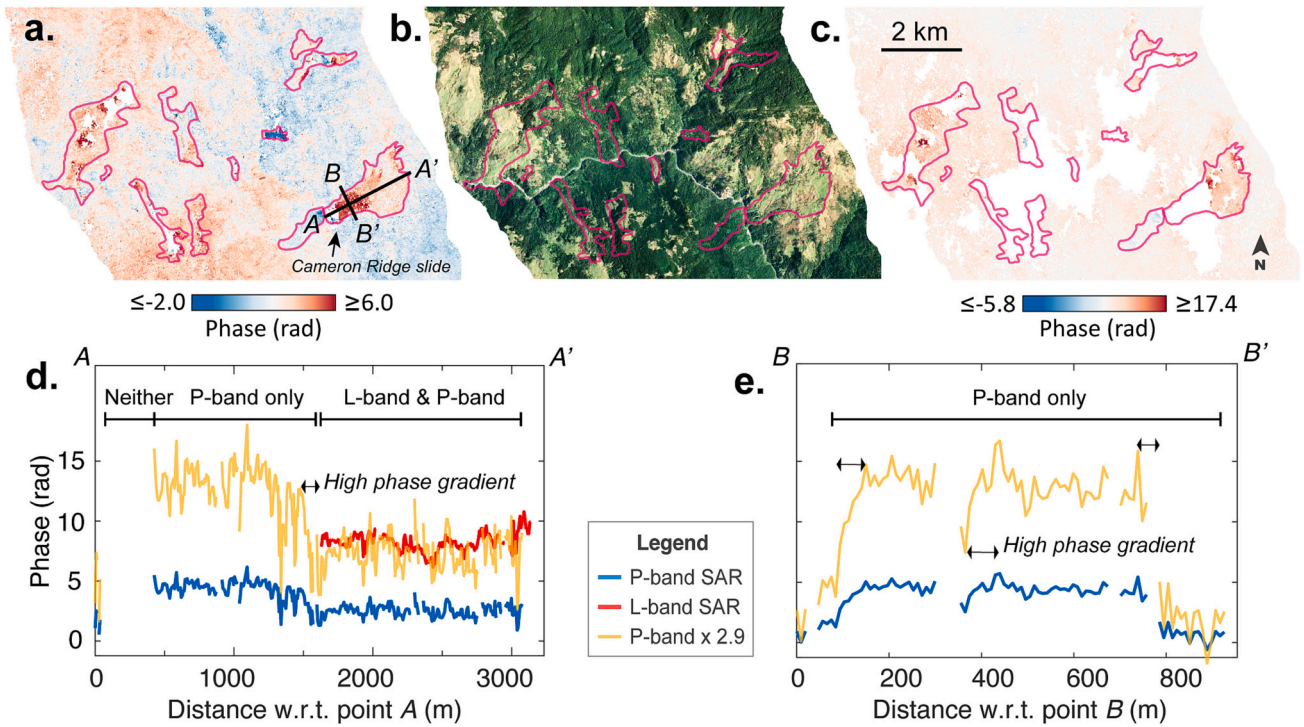 a.
b.
c.
2 km
B
A'
A
B'
Cameron Ridge slide
N
≤-2.0
≥6.0
Phase (rad)
≤-5.8
≥17.4
Phase (rad)
A
A'
d.
Neither
P-band only
L-band & P-band
High phase gradient
15
10
5
0
Phase (rad)
0
1000
2000
3000
Distance w.r.t. point A (m)
Legend
P-band SAR
L-band SAR
P-band x 2.9
B
B'
e.
P-band only
High phase gradient
0
200
400
600
800
Distance w.r.t. point B (m)